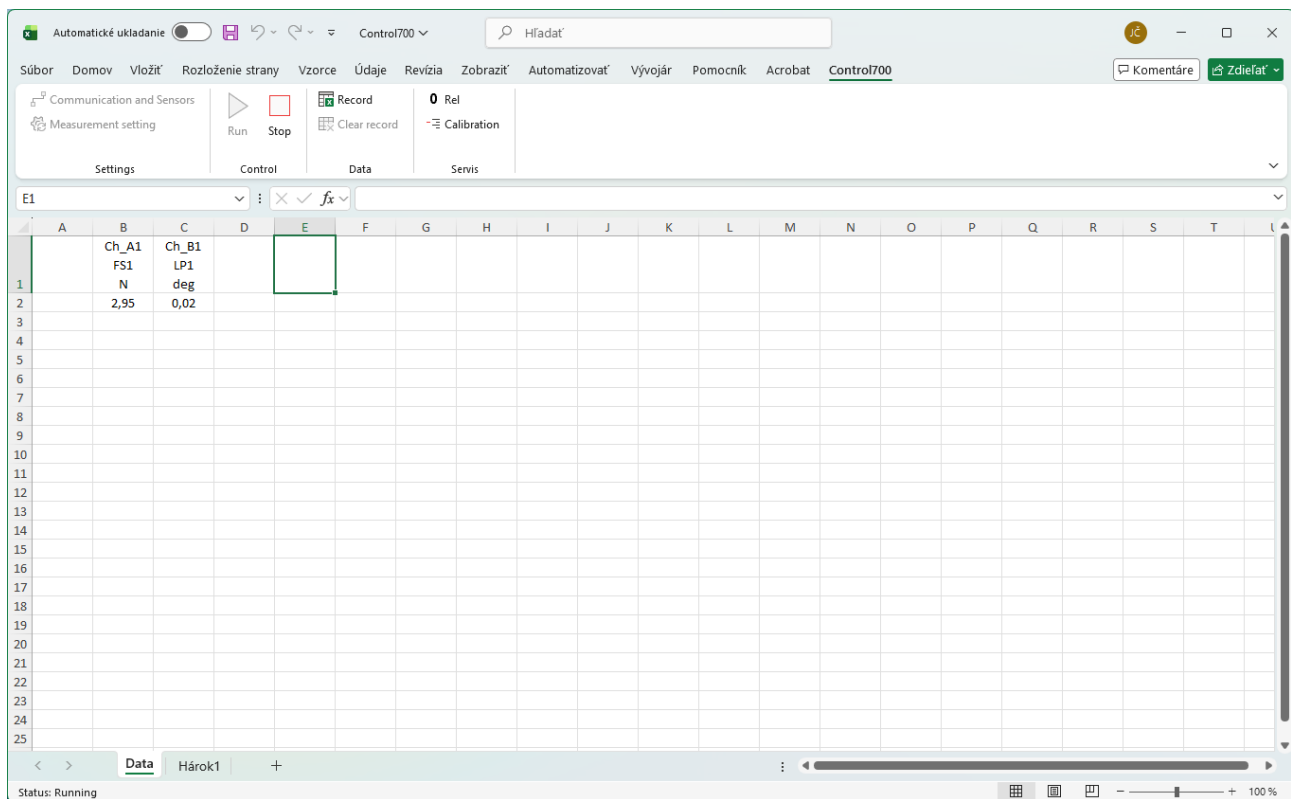 Automatické ukladanie Control700 Hľadať JČ
Súbor Domov Vložiť Rozloženie strany Vzorce Údaje Revízia Zobraziť Automatizovať Vývojár Pomocník Acrobat Control700 Komentáre Zdieľať
Communication and Sensors Record 0 Rel
Measurement setting Run Stop Clear record Calibration
Settings Control Data Servis
E1 fx
A B C D E F G H I J K L M N O P Q R S T U
Ch_A1 Ch_B1
FS1 LP1
1 N deg
2 2,95 0,02
3
4
5
6
7
8
9
10
11
12
13
14
15
16
17
18
19
20
21
22
23
24
25
Data Hárok1
Status: Running 100 %